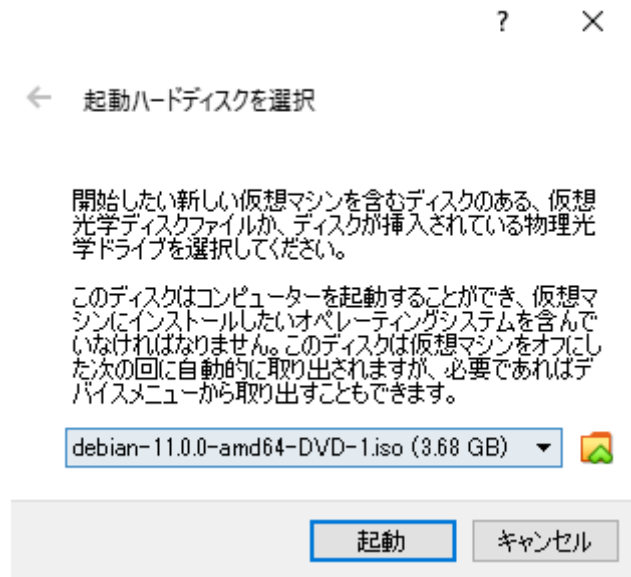 ?
起動ハードディスクを選択
開始したい新しい仮想マシンを含むディスクのある、仮想
光学ディスクファイルか、ディスクが挿入されている物理光
学ドライブを選択してください。
このディスクはコンピューターを起動することができ、仮想マ
シンにインストールしたいオペレーティングシステムを含んで
いなければなりません。このディスクは仮想マシンをオフにし
た次の回に自動的に取り出されますが、必要であればデ
バイスメニューから取り出すこともできます。
debian-11.0.0-amd64-DVD-1.iso (3.68 GB)
起動 キャンセル